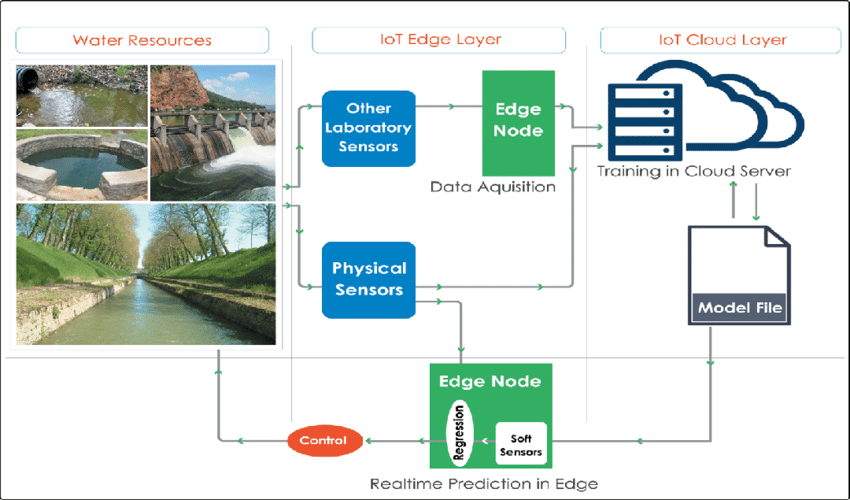 Water Resources
IoT Edge Layer
IoT Cloud Layer
Other
Laboratory
Sensors
Edge
Node
Data Aquisition
Training in Cloud Server
Physical
Sensors
Model File
Edge Node
Regression
Soft
Sensors
Control
Realtime Prediction in Edge